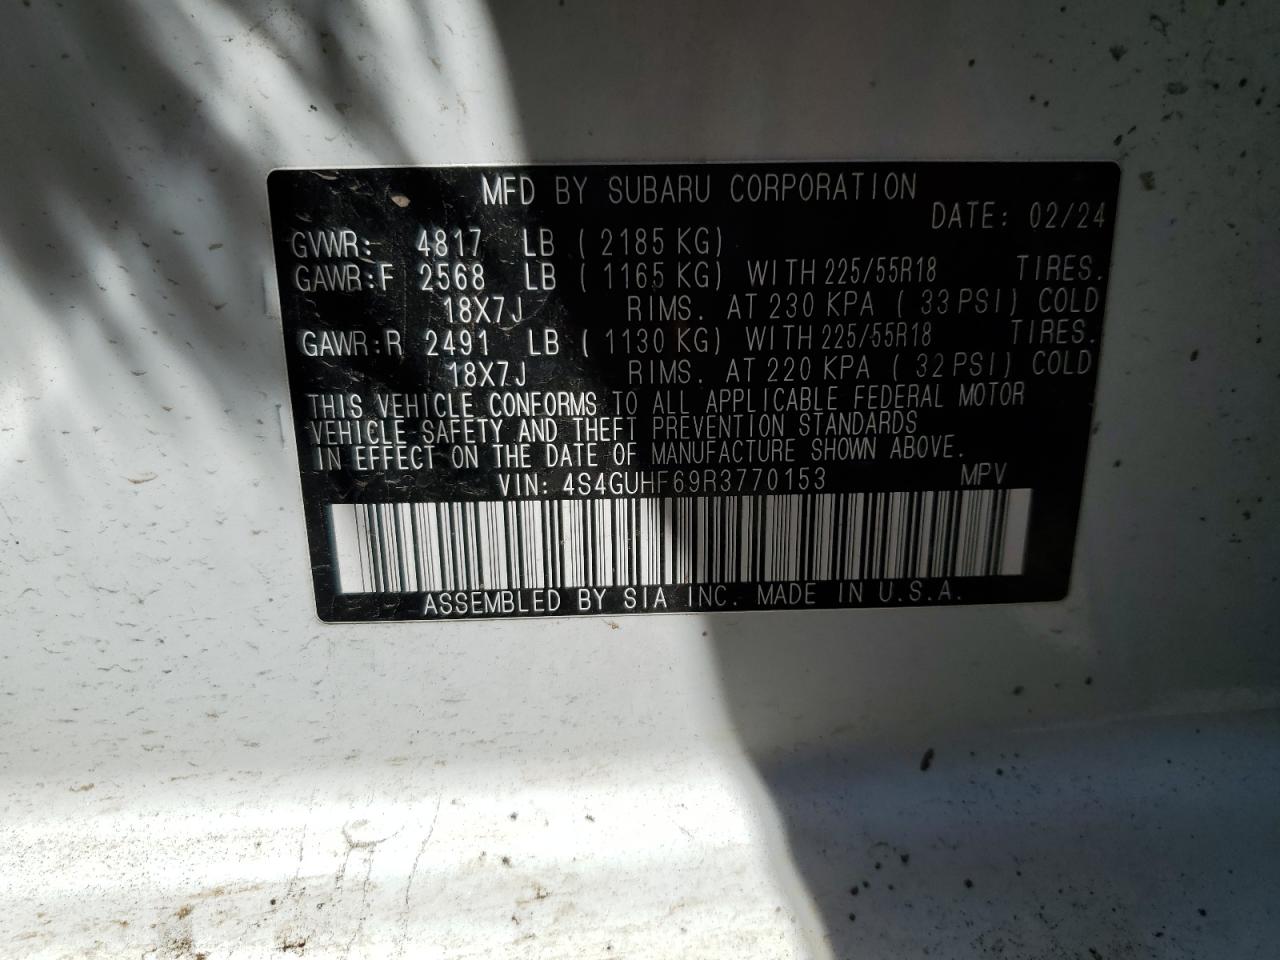 MFD BY SUBARU CORPORATION
DATE: 02/24
GVWR: 4817 LB ( 2185 KG)
GAWR:F 2568 LB ( 1165 KG) WITH 225/55R18 TIRES.
18X7J RIMS. AT 230 KPA ( 33 PSI) COLD
GAWR:R 2491 LB ( 1130 KG) WITH 225/55R18 TIRES.
18X7J RIMS. AT 220 KPA ( 32 PSI) COLD
THIS VEHICLE CONFORMS TO ALL APPLICABLE FEDERAL MOTOR
VEHICLE SAFETY AND THEFT PREVENTION STANDARDS
IN EFFECT ON THE DATE OF MANUFACTURE SHOWN ABOVE.
VIN: 4S4GUHF69R3770153 MPV
ASSEMBLED BY SIA INC. MADE IN U.S.A.